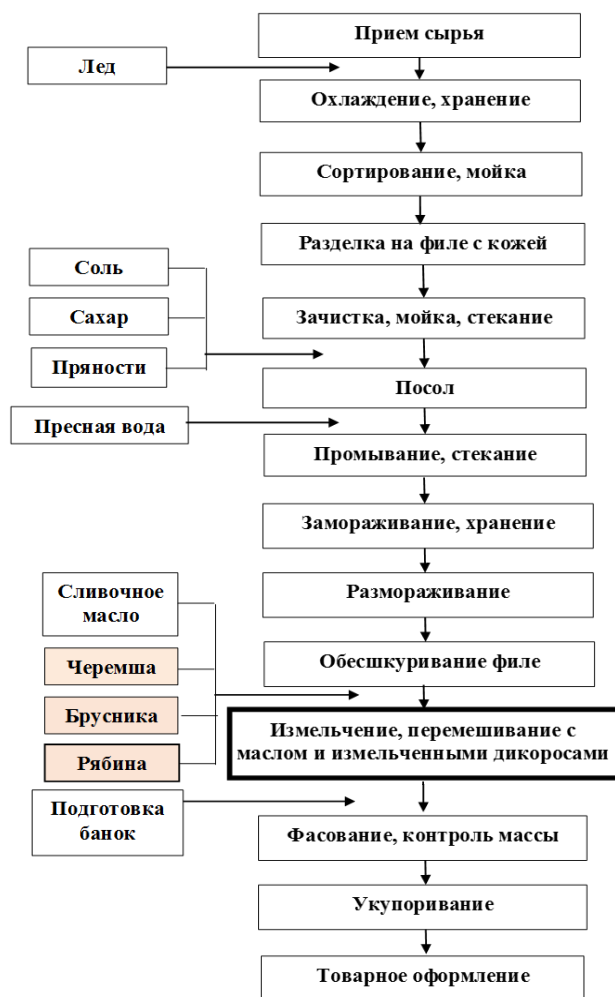 Прием сырья
Лед
Охлаждение, хранение
Сортирование, мойка
Разделка на филе с кожей
Соль
Сахар
Зачистка, мойка, стекание
Пряности
Посол
Пресная вода
Промывание, стекание
Замораживание, хранение
Сливочное
масло
Размораживание
Черемша
Обесшкуривание филе
Брусника
Измельчение, перемешивание с
маслом и измельченными дикоросами
Рябина
Подготовка
банок
Фасование, контроль массы
Укупоривание
Товарное оформление